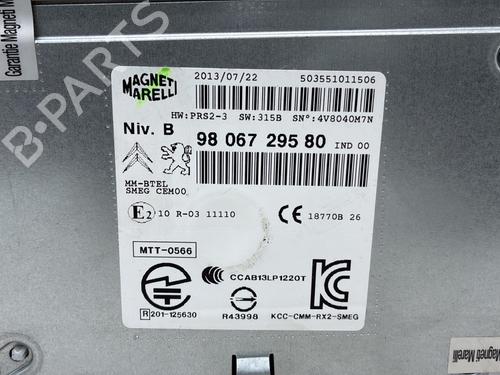 Garantie Magneti M
B-PARTS
MAGNETI
MARELLI
2013/07/22
503551011506
HW:PRS2-3 SW:315B SN°:4V8040M7N
Niv. B
98 067 295 80 IND 00
MM-BTEL
SMEG CEM00
E2 10 R-03 11110
CE 18770B 26
MTT-0566
CCAB13LP1220T
R 201-125630
R43998
KCC-CMM-RX2-SMEG
Magneti Marelli